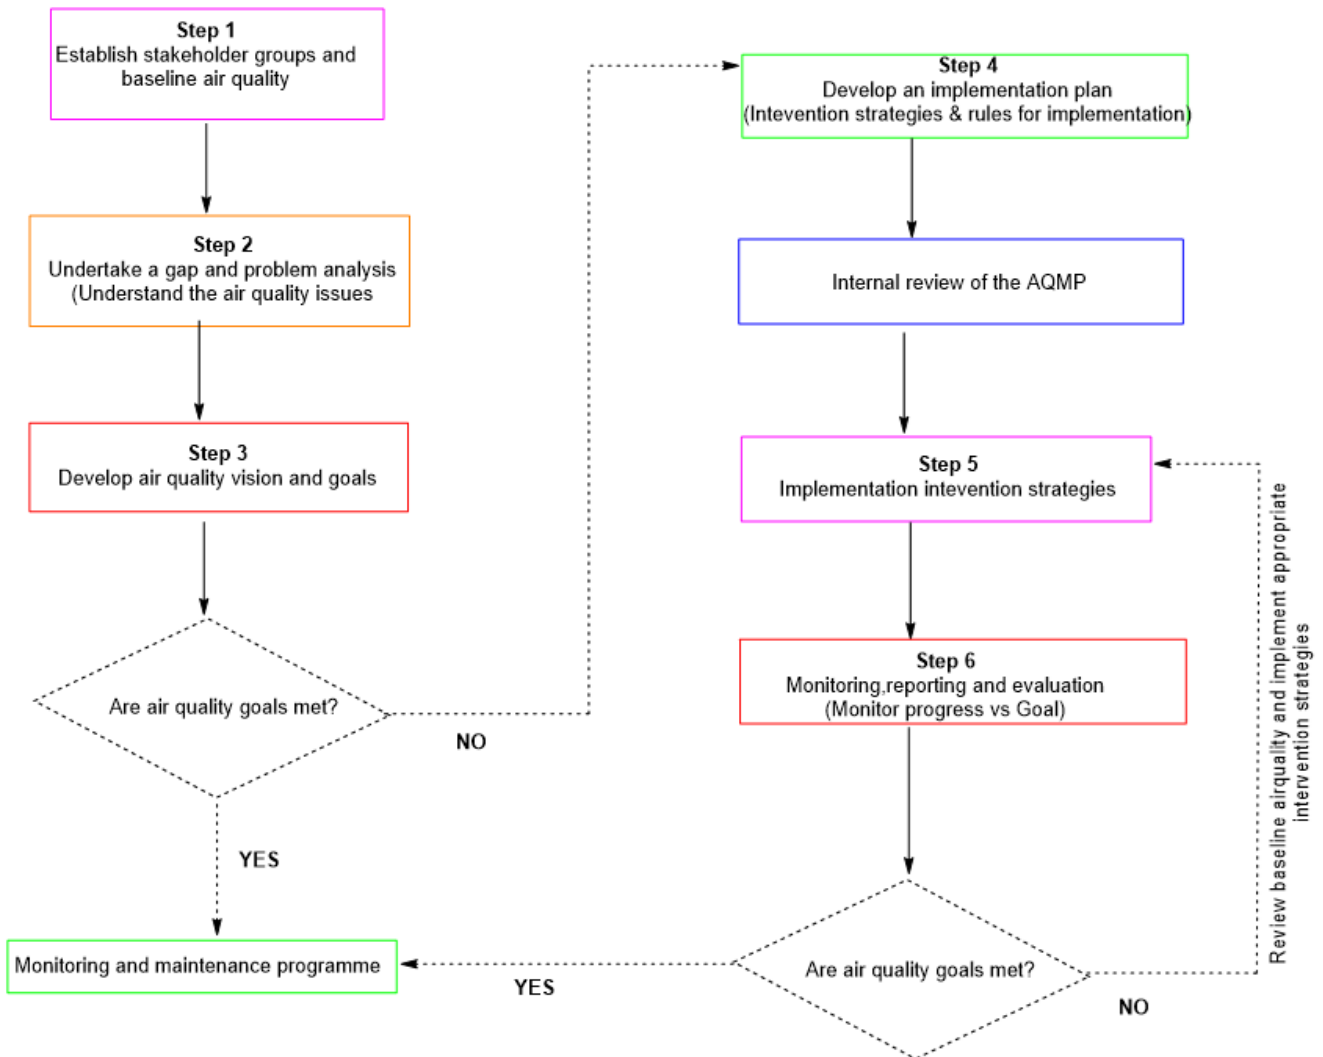 Step 1
Establish stakeholder groups and
baseline air quality
Step 2
Undertake a gap and problem analysis
(Understand the air quality issues
Step 3
Develop air quality vision and goals
Are air quality goals met?
NO
YES
Monitoring and maintenance programme
Step 4
Develop an implementation plan
(Intevention strategies & rules for implementation)
Internal review of the AQMP
Step 5
Implementation intevention strategies
Step 6
Monitoring,reporting and evaluation
(Monitor progress vs Goal)
Are air quality goals met?
YES
NO
Review baseline airquality and implement appropriate
intervention strategies